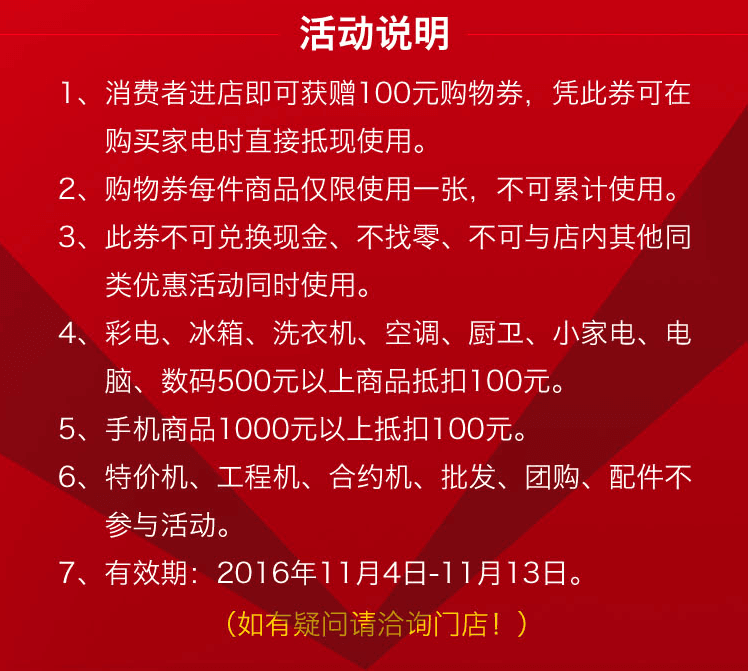 活动说明
1、消费者进店即可获赠100元购物券，凭此券可在
购买家电时直接抵现使用。
2、购物券每件商品仅限使用一张，不可累计使用。
3、此券不可兑换现金、不找零、不可与店内其他同
类优惠活动同时使用。
4、彩电、冰箱、洗衣机、空调、厨卫、小家电、电
脑、数码500元以上商品抵扣100元。
5、手机商品1000元以上抵扣100元。
6、特价机、工程机、合约机、批发、团购、配件不
参与活动。
7、有效期：2016年11月4日-11月13日。
（如有疑问请洽询门店！）